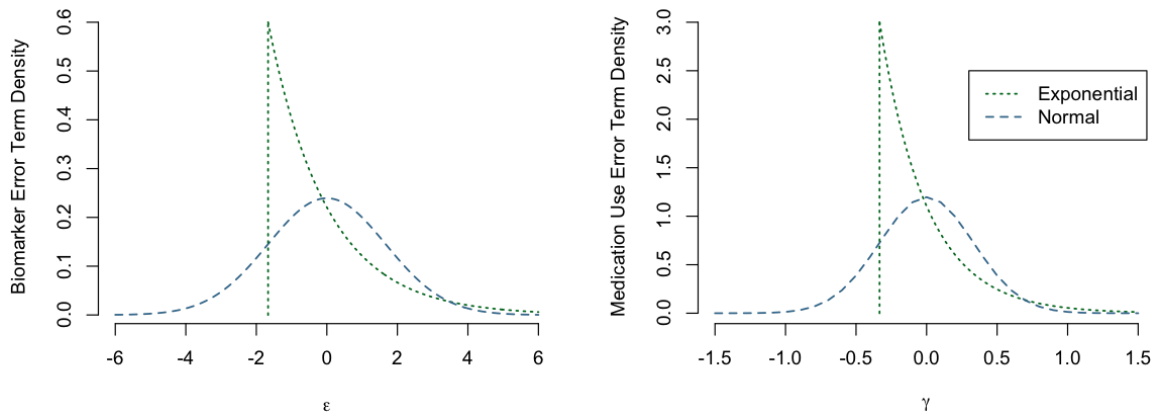 Biomarker Error Term Density
0.0 0.1 0.2 0.3 0.4 0.5 0.6
-6 -4 -2 0 2 4 6
ε
Medication Use Error Term Density
0.0 0.5 1.0 1.5 2.0 2.5 3.0
-1.5 -1.0 -0.5 0.0 0.5 1.0 1.5
γ
Exponential
Normal